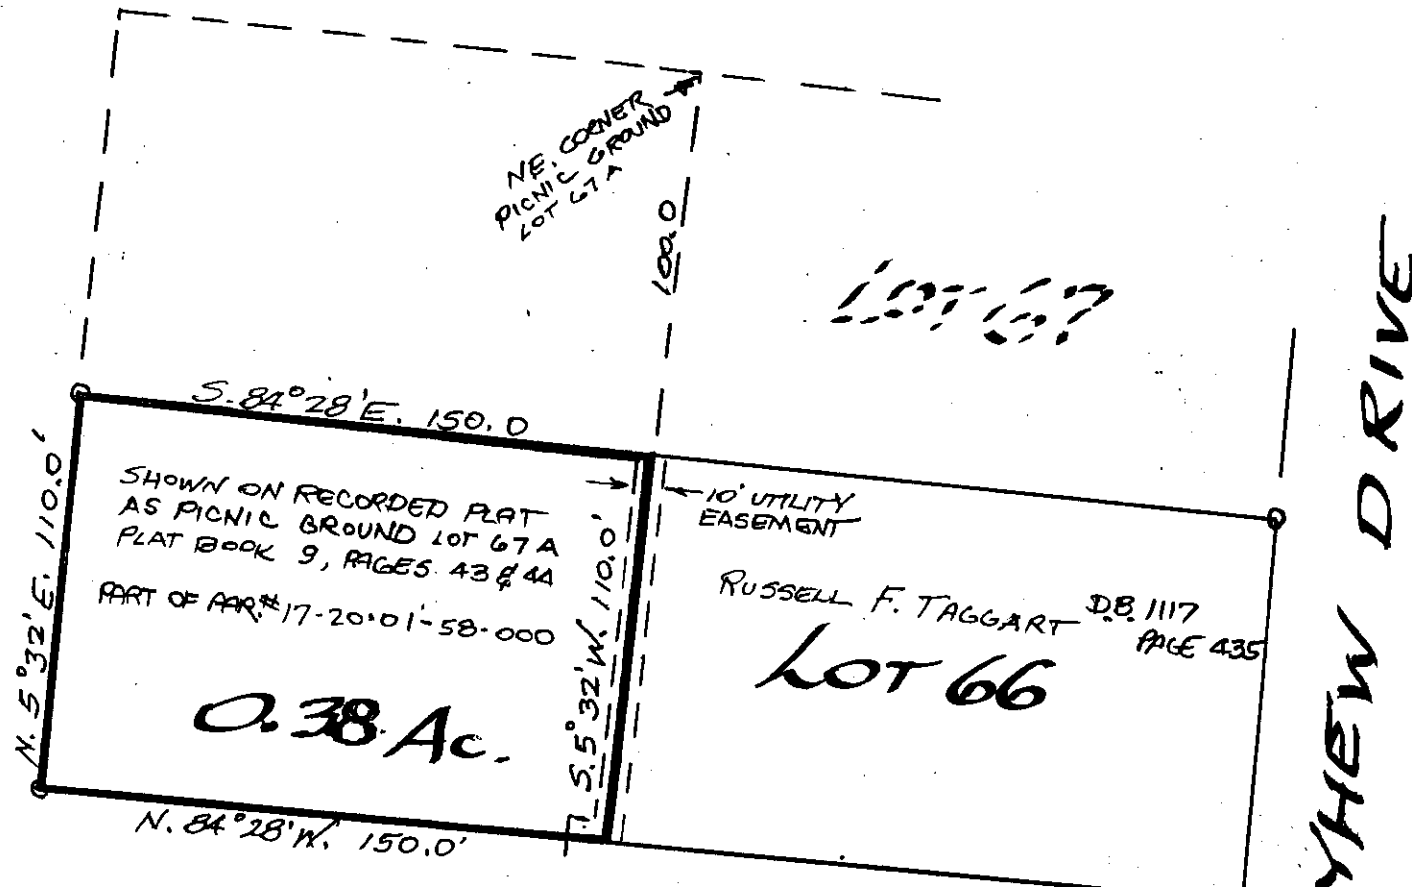 NE. CORNER
PICNIC GROUND
LOT 67 A
100.0
LOT 67
S. 84°28' E. 150.0
N. 5°32' E. 110.0'
SHOWN ON RECORDED PLAT
AS PICNIC GROUND LOT 67 A
PLAT BOOK 9, PAGES 43 & 44
PART OF PAR.# 17-20-01-58-000
0.38 Ac.
S. 5°32' W. 110.0'
N. 84°28' W. 150.0'
10' UTILITY
EASEMENT
RUSSELL F. TAGGART
D.B. 1117
PAGE 435
LOT 66
YHEW DRIVE